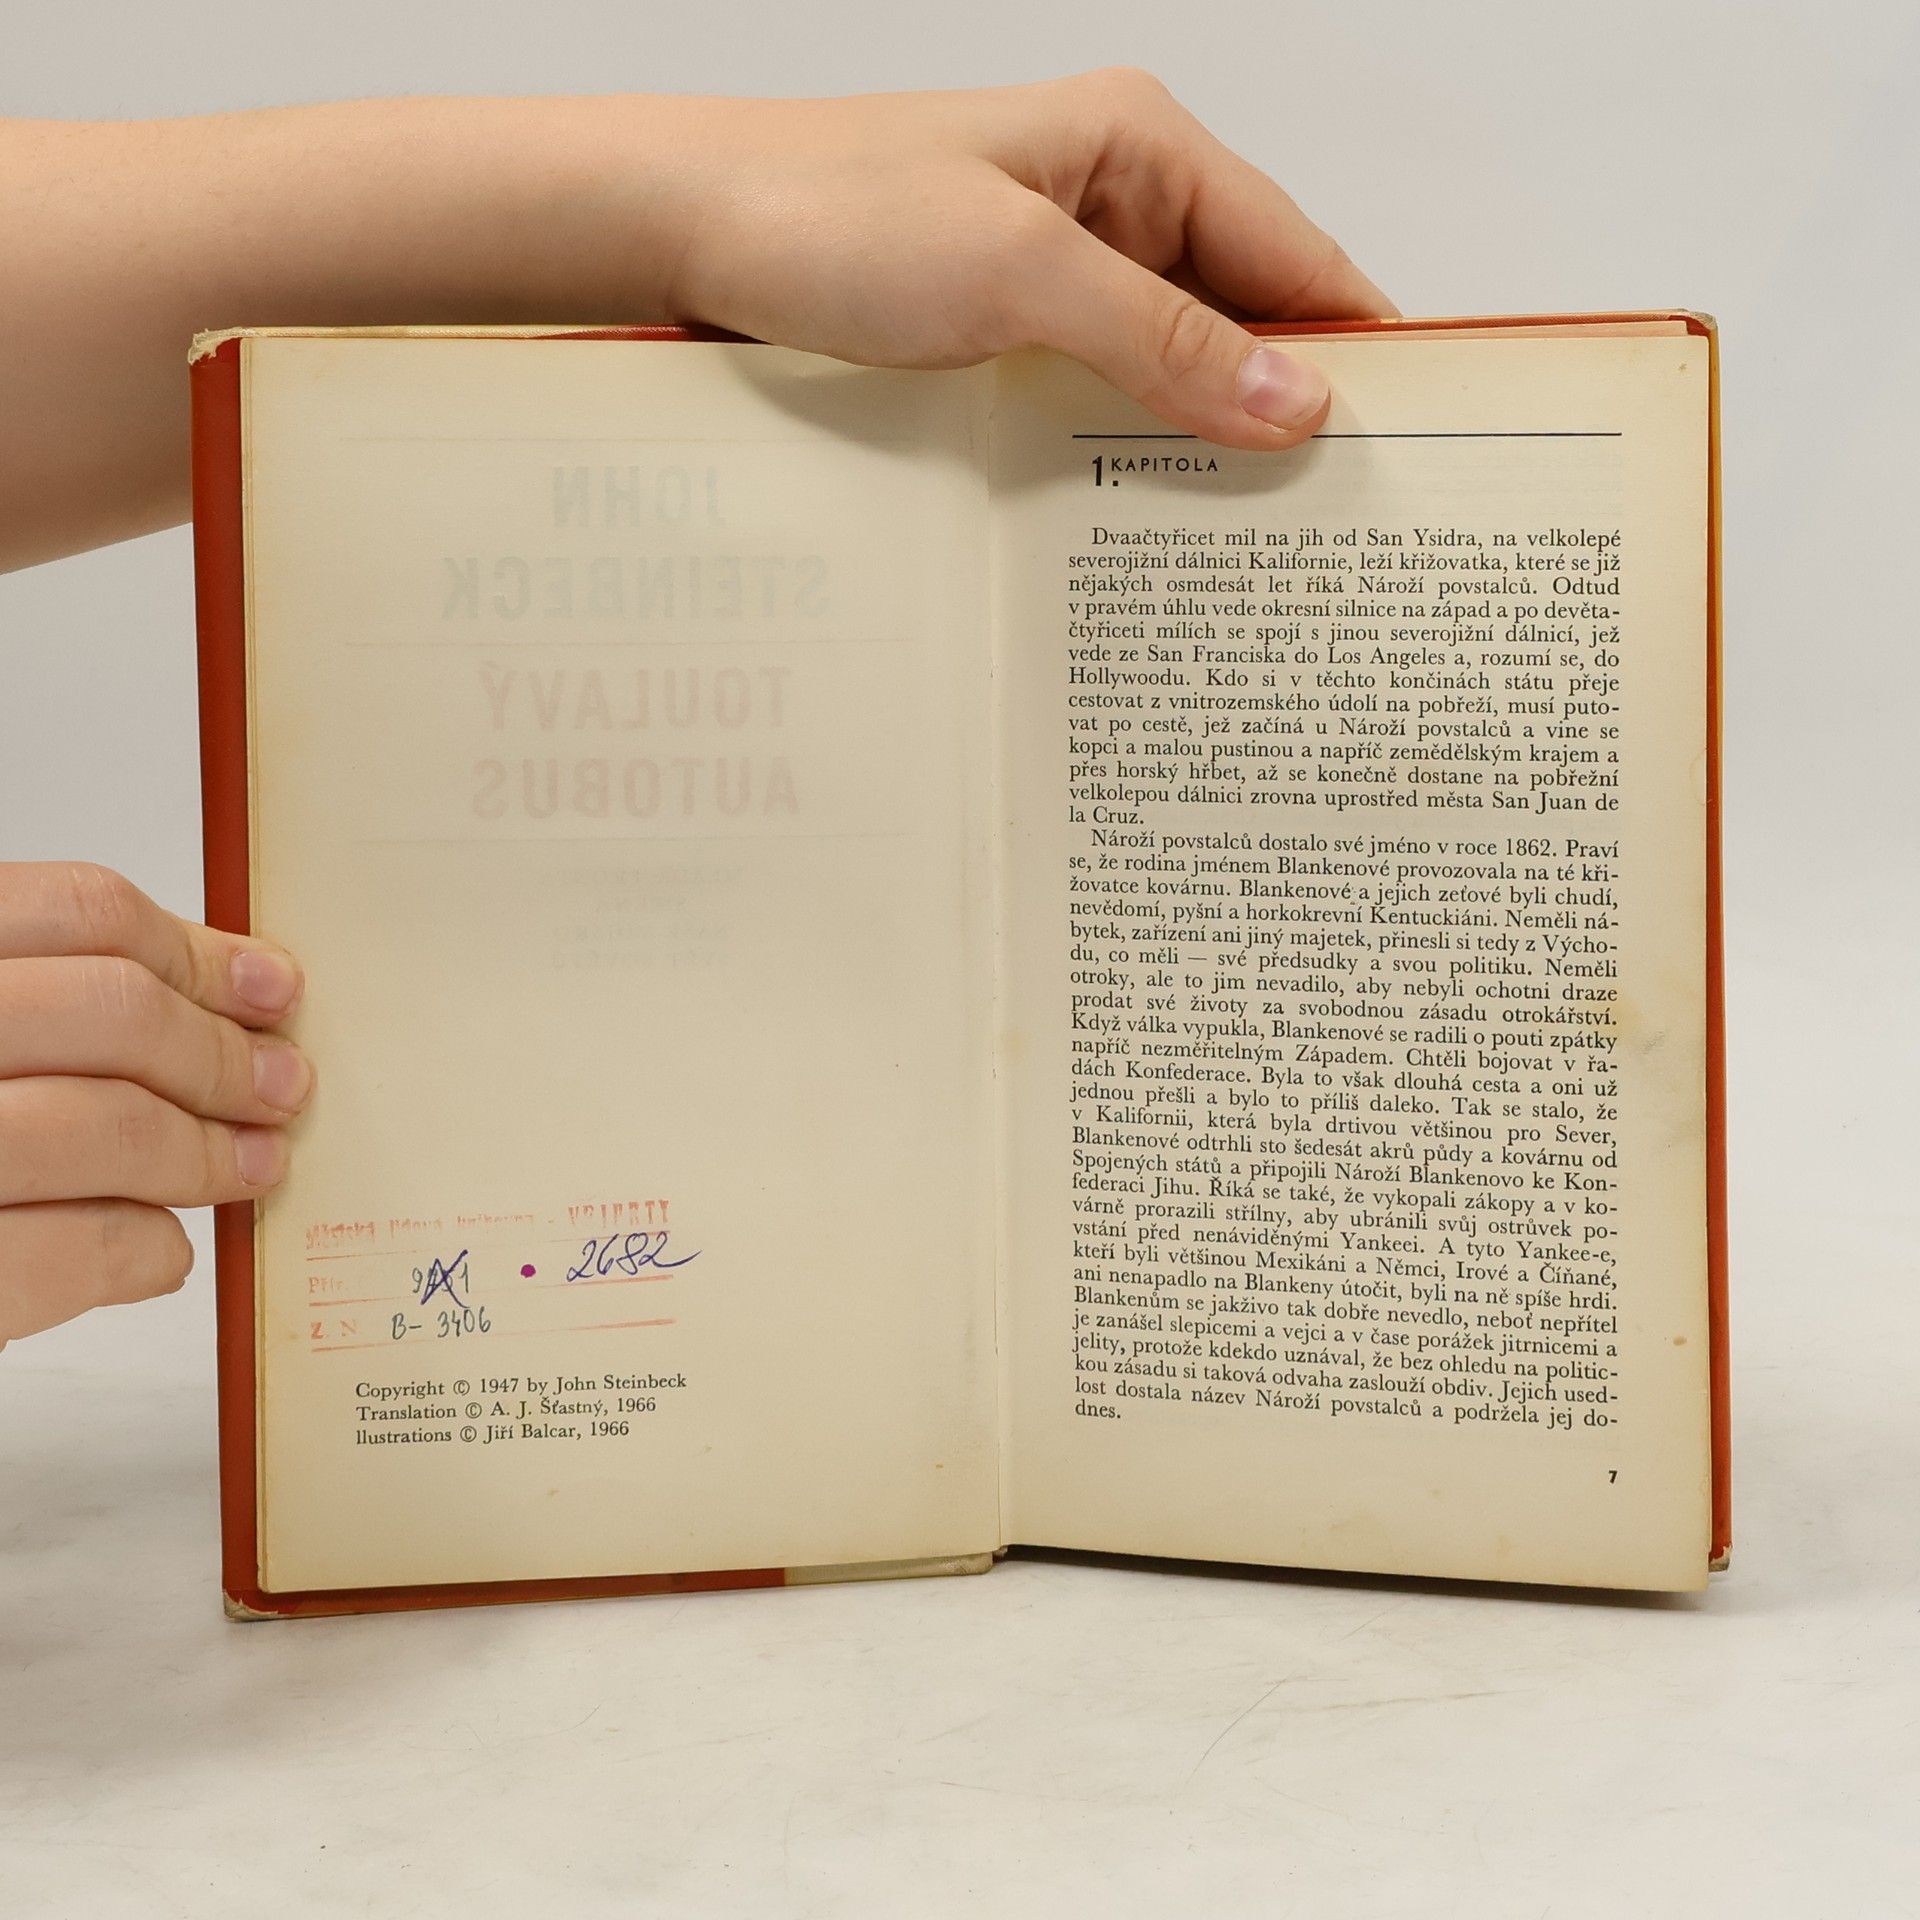 JOHN
STEINBECK
TOULAVÝ
AUTOBUS
Městská lidová knihovna -
Přír. 2682
Z. N. B- 3406
Copyright © 1947 by John Steinbeck
Translation © A. J. Šťastný, 1966
llustrations © Jiří Balcar, 1966
1. KAPITOLA
Dvaačtyřicet mil na jih od San Ysidra, na velkolepé
severojižní dálnici Kalifornie, leží křižovatka, které se již
nějakých osmdesát let říká Nároží povstalců. Odtud
v pravém úhlu vede okresní silnice na západ a po devěta-
čtyřiceti mílích se spojí s jinou severojižní dálnicí, jež
vede ze San Franciska do Los Angeles a, rozumí se, do
Hollywoodu. Kdo si v těchto končinách státu přeje
cestovat z vnitrozemského údolí na pobřeží, musí puto-
vat po cestě, jež začíná u Nároží povstalců a vine se
kopci a malou pustinou a napříč zemědělským krajem a
přes horský hřbet, až se konečně dostane na pobřežní
velkolepou dálnici zrovna uprostřed města San Juan de
la Cruz.
Nároží povstalců dostalo své jméno v roce 1862. Praví
se, že rodina jménem Blankenové provozovala na té kři-
žovatce kovárnu. Blankenové a jejich zeťové byli chudí,
nevědomí, pyšní a horkokrevní Kentuckiáni. Neměli ná-
bytek, zařízení ani jiný majetek, přinesli si tedy z Výcho-
du, co měli — své předsudky a svou politiku. Neměli
otroky, ale to jim nevadilo, aby nebyli ochotni draze
prodat své životy za svobodnou zásadu otrokářství.
Když válka vypukla, Blankenové se radili o pouti zpátky
napříč nezměřitelným Západem. Chtěli bojovat v řa-
dách Konfederace. Byla to však dlouhá cesta a oni už
jednou přešli a bylo to příliš daleko. Tak se stalo, že
v Kalifornii, která byla drtivou většinou pro Sever,
Blankenové odtrhli sto šedesát akrů půdy a kovárnu od
Spojených států a připojili Nároží Blankenovo ke Kon-
federaci Jihu. Říká se také, že vykopali zákopy a v ko-
várně prorazili střílny, aby ubránili svůj ostrůvek po-
vstání před nenáviděnými Yankeei. A tyto Yankee-e,
kteří byli většinou Mexikáni a Němci, Irové a Číňané,
ani nenapadlo na Blankeny útočit, byli na ně spíše hrdi.
Blankenům se jakživo tak dobře nevedlo, neboť nepřítel
je zanášel slepicemi a vejci a v čase porážek jitrnicemi a
jelity, protože kdekdo uznával, že bez ohledu na politic-
kou zásadu si taková odvaha zaslouží obdiv. Jejich used-
lost dostala název Nároží povstalců a podržela jej do-
dnes.
7